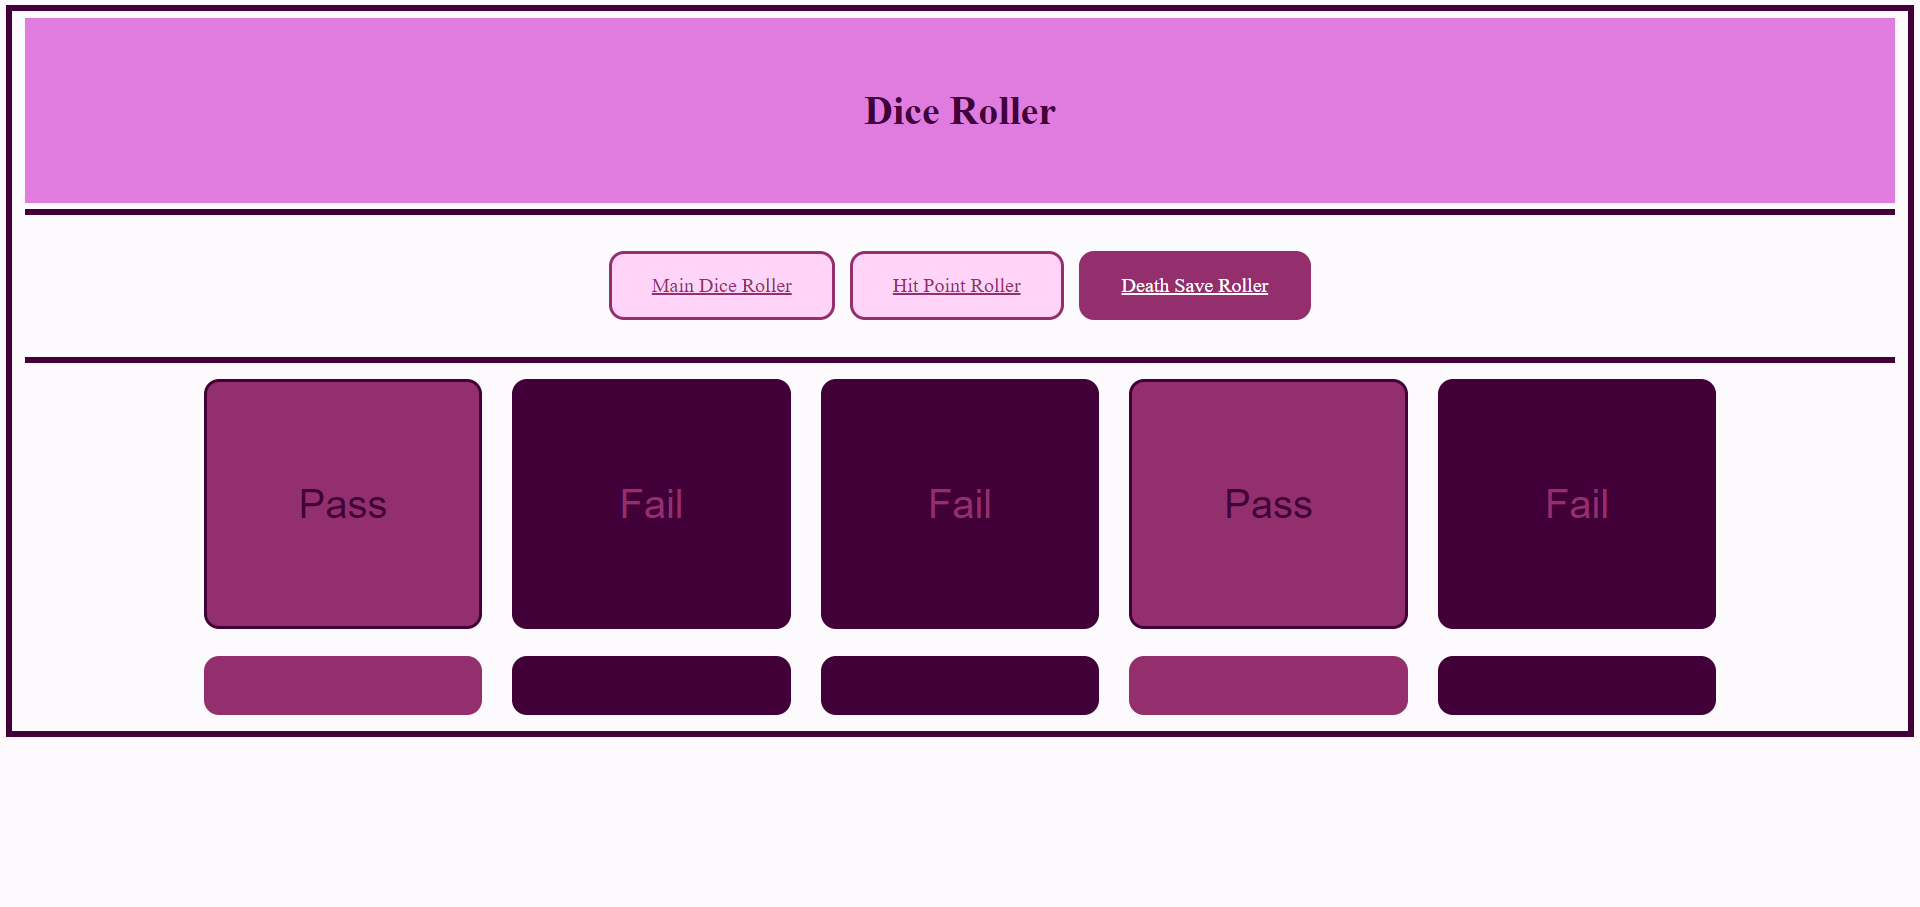 Dice Roller
Main Dice Roller Hit Point Roller Death Save Roller
Pass Fail Fail Pass Fail